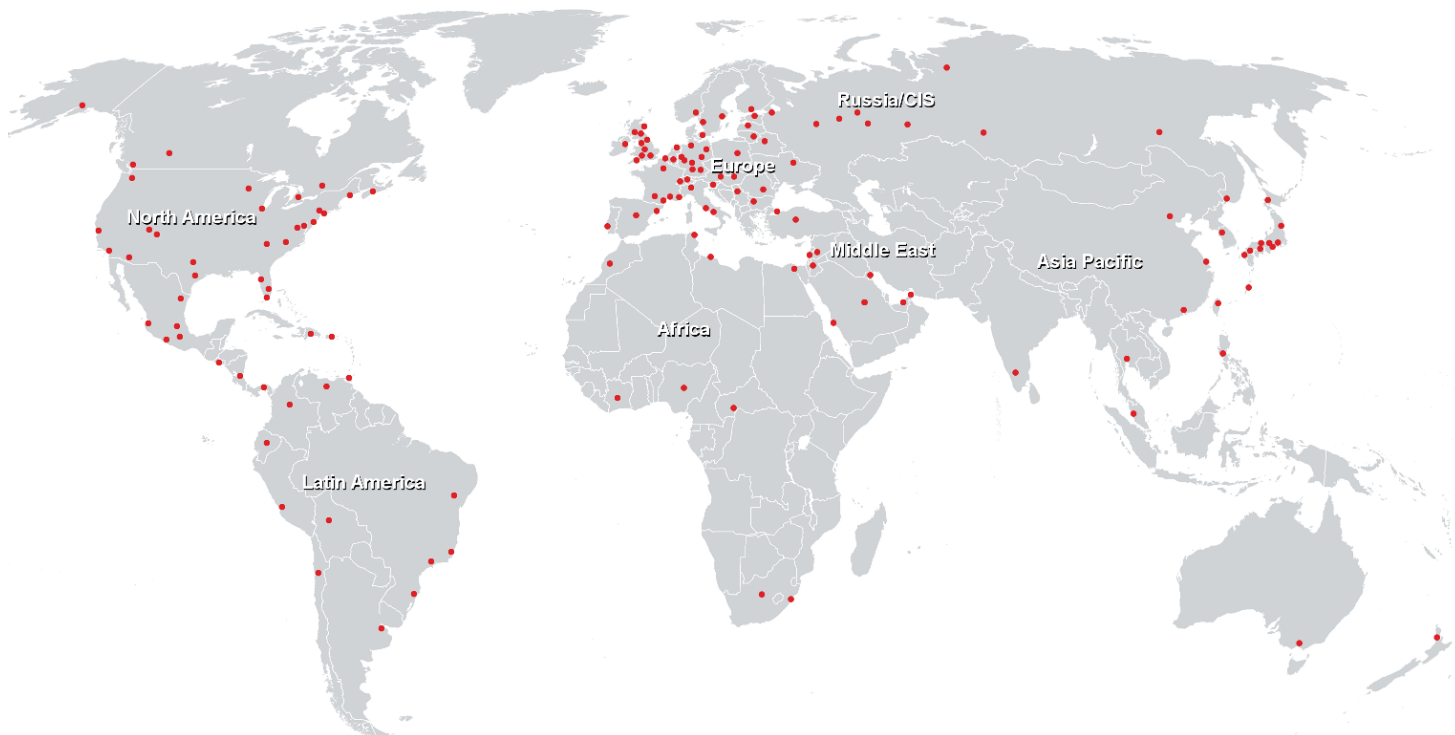 Russia/CIS
Europe
North America
Middle East
Asia Pacific
Africa
Latin America